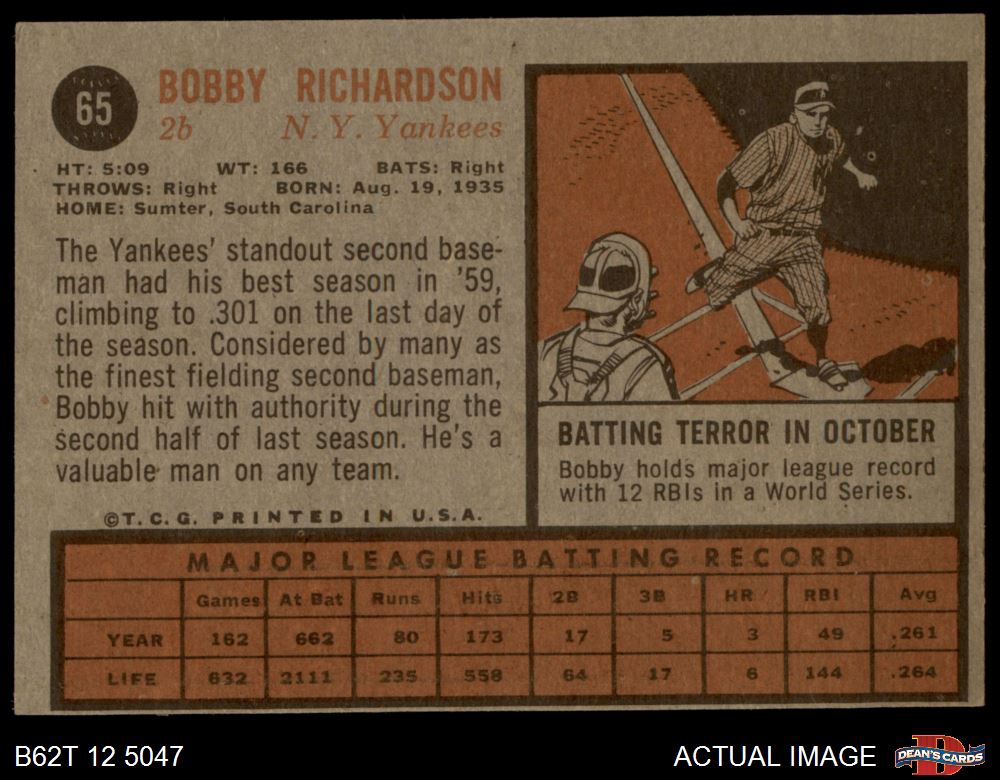 65
BOBBY RICHARDSON
2b N. Y. Yankees
HT: 5:09 WT: 166 BATS: Right
THROWS: Right BORN: Aug. 19, 1935
HOME: Sumter, South Carolina
The Yankees' standout second base-
man had his best season in '59,
climbing to .301 on the last day of
the season. Considered by many as
the finest fielding second baseman,
Bobby hit with authority during the
second half of last season. He's a
valuable man on any team.
©T. C. G. PRINTED IN U.S.A.
BATTING TERROR IN OCTOBER
Bobby holds major league record
with 12 RBIs in a World Series.
MAJOR LEAGUE BATTING RECORD
Games At Bat Runs Hits 2B 3B HR RBI Avg
YEAR 162 662 80 173 17 5 3 49 .261
LIFE 632 2111 235 558 64 17 6 144 .264
B62T 12 5047
ACTUAL IMAGE
DEAN'S CARDS